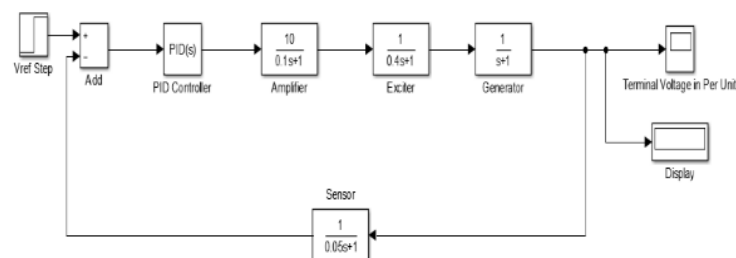 +
−
Vref Step
Add
PID(s)
PID Controller
10
0.1s+1
Amplifier
1
0.4s+1
Exciter
1
s+1
Generator
Terminal Voltage in Per Unit
Display
Sensor
1
0.05s+1